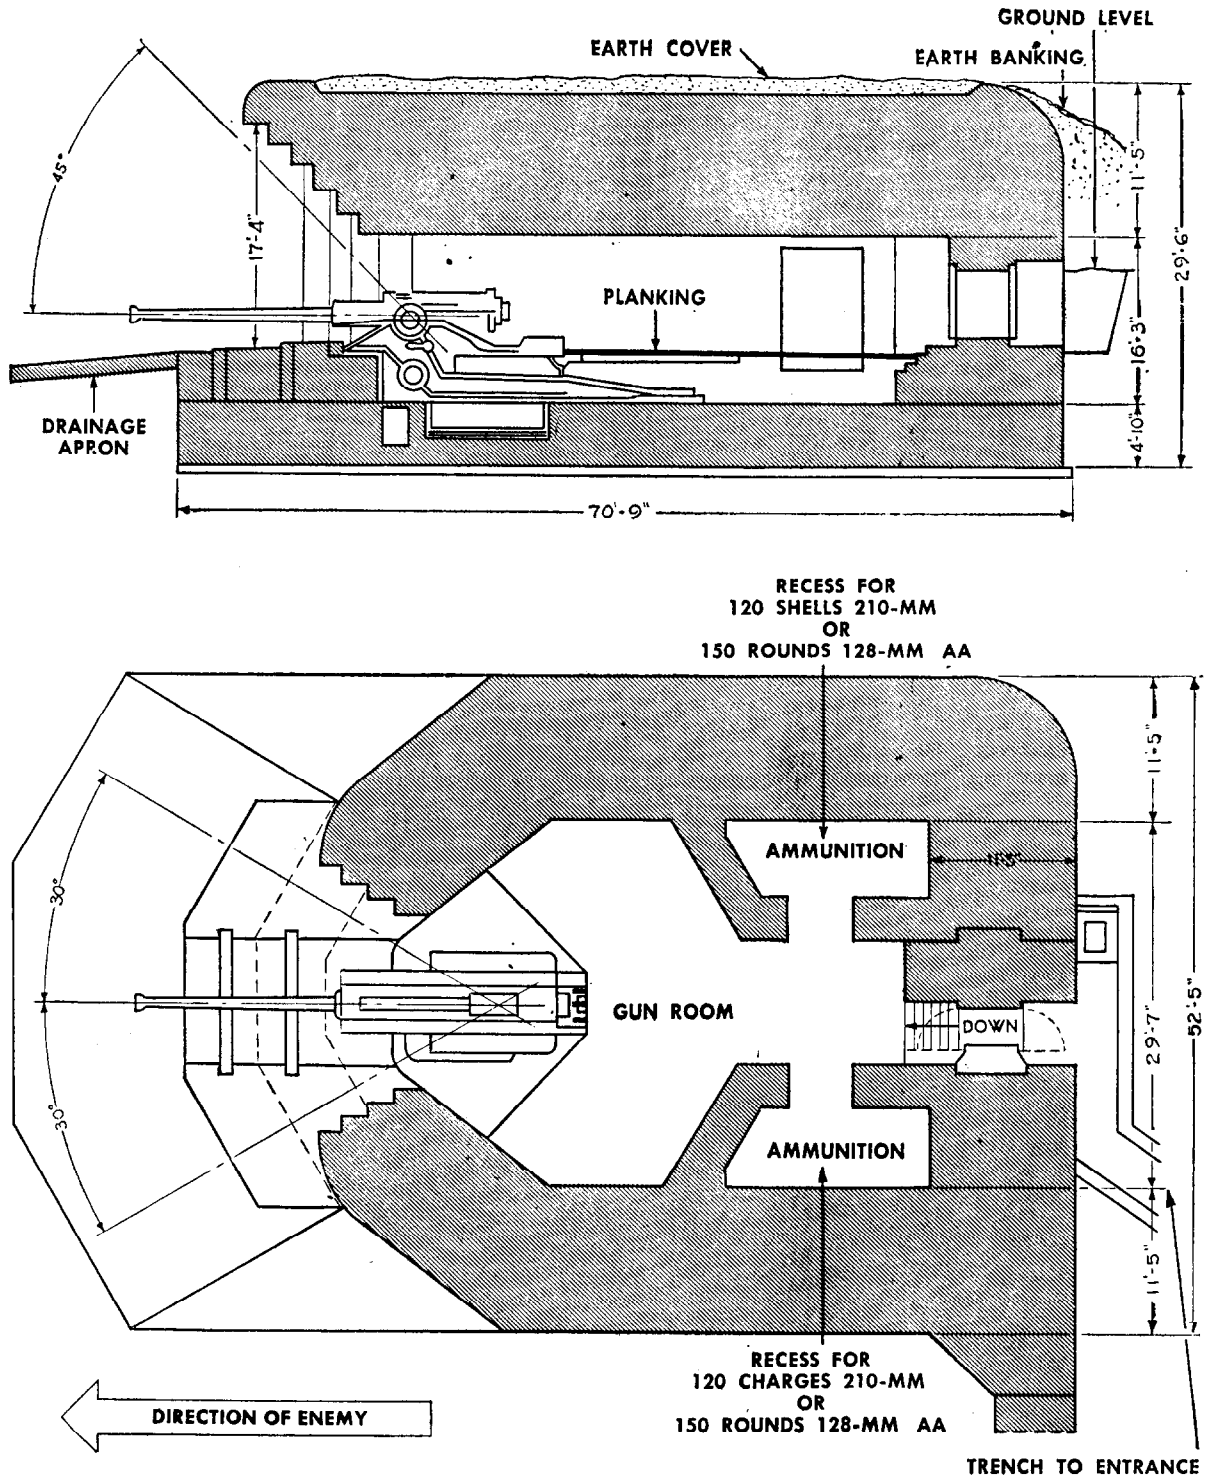 GROUND LEVEL
EARTH COVER
EARTH BANKING
45°
17'-4"
11'-5"
29'-6"
PLANKING
16'-3"
DRAINAGE
APRON
4'-10"
70'-9"
RECESS FOR
120 SHELLS 210-MM
OR
150 ROUNDS 128-MM AA
11'-5"
AMMUNITION
11'-5"
30°
GUN ROOM
DOWN
29'-7"
52'-5"
30°
AMMUNITION
11'-5"
RECESS FOR
120 CHARGES 210-MM
OR
150 ROUNDS 128-MM AA
DIRECTION OF ENEMY
TRENCH TO ENTRANCE